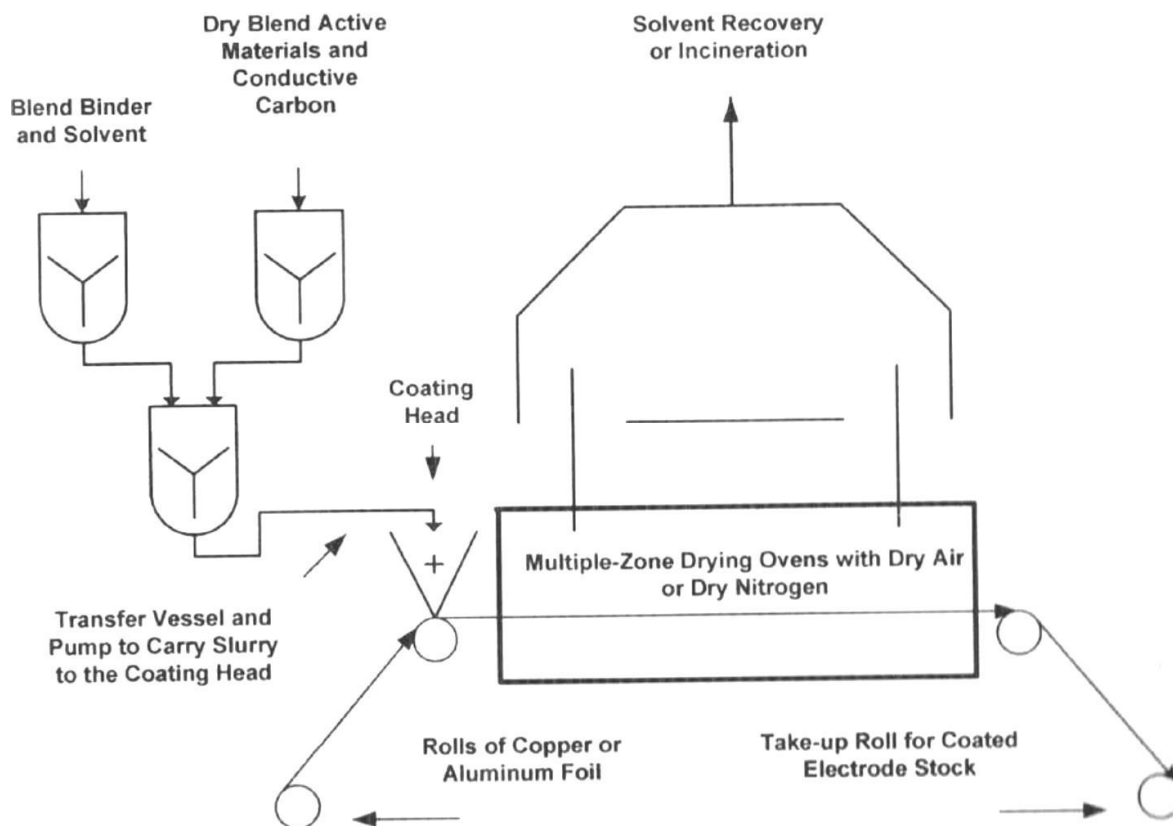 Dry Blend Active
Materials and
Conductive
Carbon
Blend Binder
and Solvent
Solvent Recovery
or Incineration
Coating
Head
Multiple-Zone Drying Ovens with Dry Air
or Dry Nitrogen
Transfer Vessel and
Pump to Carry Slurry
to the Coating Head
Rolls of Copper or
Aluminum Foil
Take-up Roll for Coated
Electrode Stock